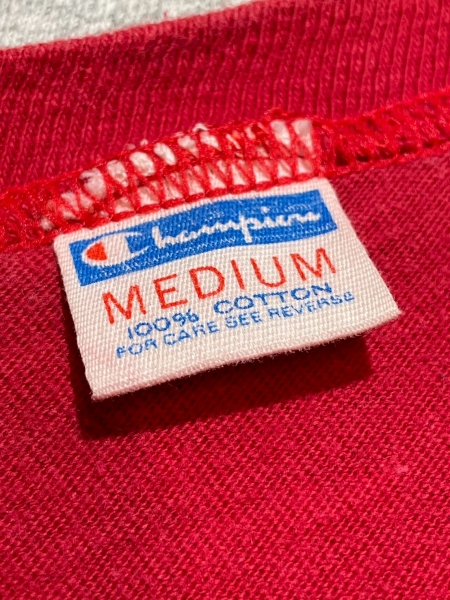 Champion
MEDIUM
100% COTTON
FOR CARE SEE REVERSE